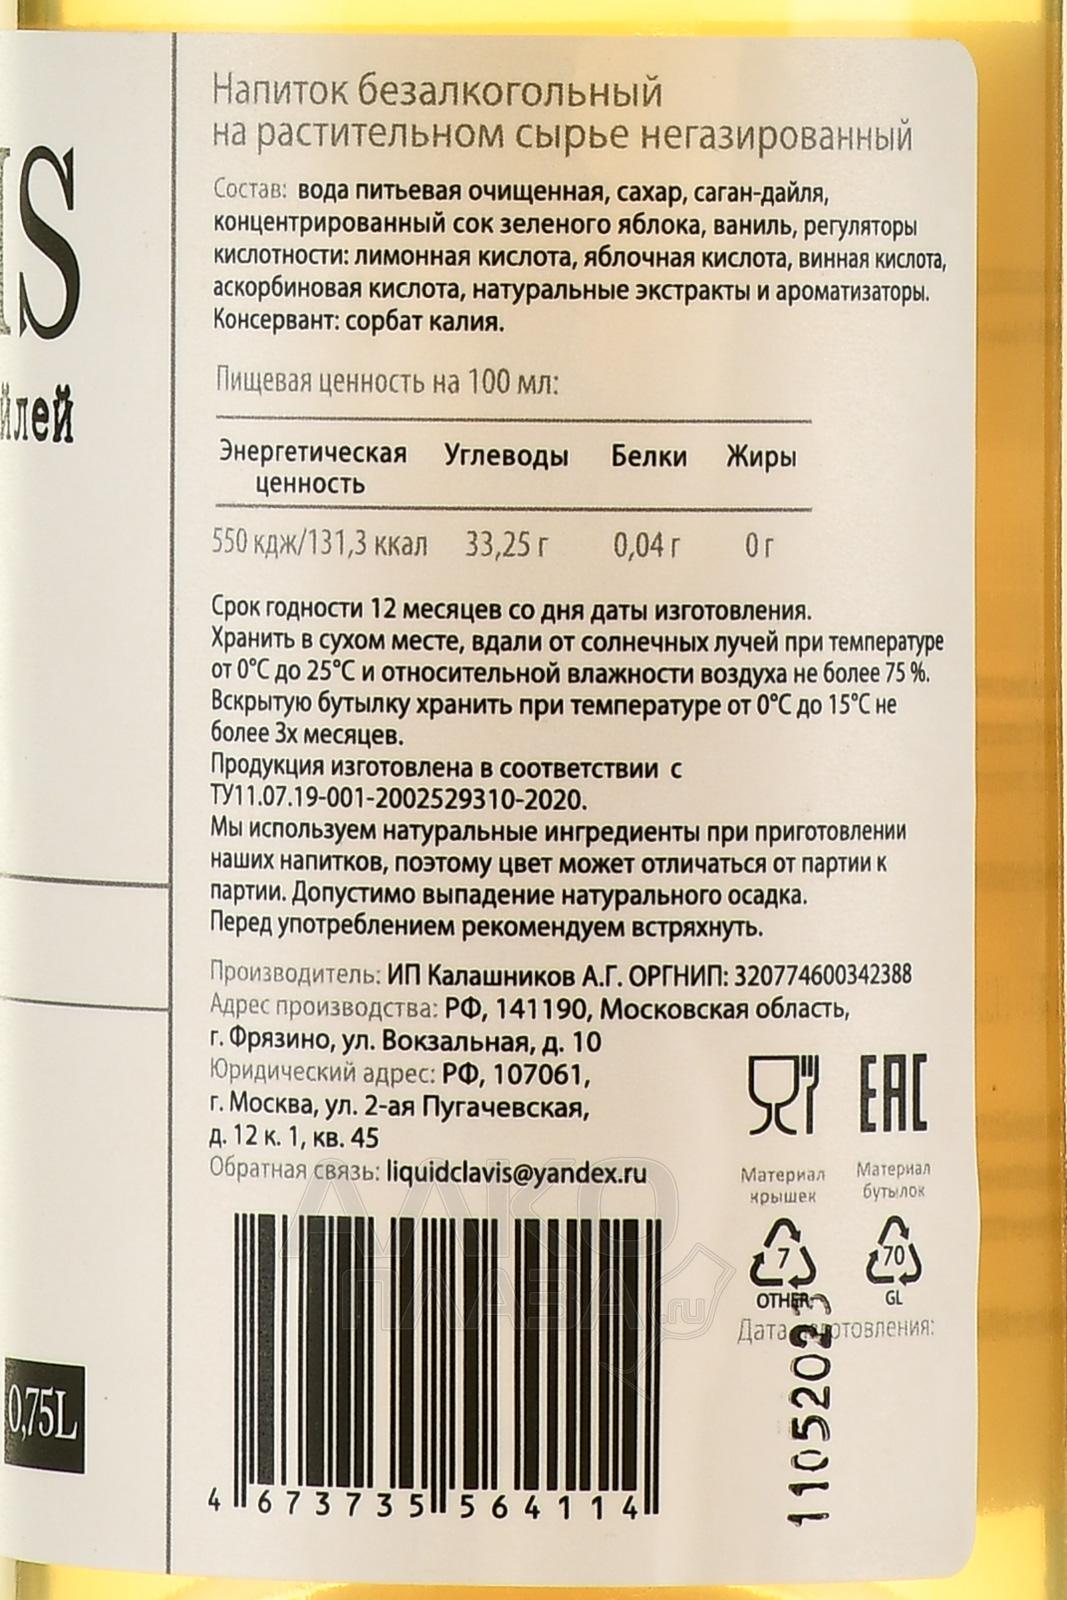 Напиток безалкогольный
на растительном сырье негазированный
Состав: вода питьевая очищенная, сахар, саган-дайля,
концентрированный сок зеленого яблока, ваниль, регуляторы
кислотности: лимонная кислота, яблочная кислота, винная кислота,
аскорбиновая кислота, натуральные экстракты и ароматизаторы.
Консервант: сорбат калия.
Пищевая ценность на 100 мл:
Энергетическая ценность Углеводы Белки Жиры
550 кдж/131,3 ккал 33,25 г 0,04 г 0 г
Срок годности 12 месяцев со дня даты изготовления.
Хранить в сухом месте, вдали от солнечных лучей при температуре
от 0°С до 25°С и относительной влажности воздуха не более 75 %.
Вскрытую бутылку хранить при температуре от 0°С до 15°С не
более 3х месяцев.
Продукция изготовлена в соответствии с
ТУ11.07.19-001-2002529310-2020.
Мы используем натуральные ингредиенты при приготовлении
наших напитков, поэтому цвет может отличаться от партии к
партии. Допустимо выпадение натурального осадка.
Перед употреблением рекомендуем встряхнуть.
Производитель: ИП Калашников А.Г. ОРГНИП: 320774600342388
Адрес производства: РФ, 141190, Московская область,
г. Фрязино, ул. Вокзальная, д. 10
Юридический адрес: РФ, 107061,
г. Москва, ул. 2-ая Пугачевская,
д. 12 к. 1, кв. 45
Обратная связь: liquidclavis@yandex.ru
EAC
Материал крышек
Материал бутылок
7
OTHER
70
GL
Дата изготовления:
11052023
4 673735 564114
0,75L
IS
йлей
АЛКО
ПЛАЗА.ru